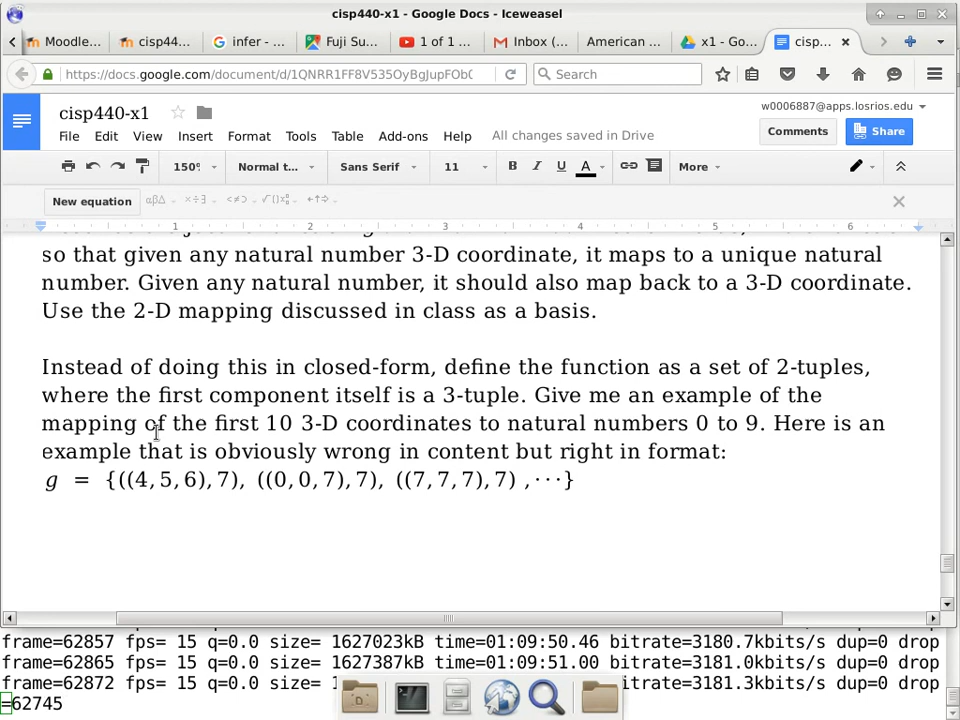 cisp440-x1 - Google Docs - Iceweasel
Moodle... cisp44... infer - ... Fuji Su... 1 of 1 ... Inbox (... American ... x1 - Go... cisp...
https://docs.google.com/document/d/1QNRR1FF8V535OyBgJupFOb( Search
cisp440-x1
w0006887@apps.losrios.edu
File Edit View Insert Format Tools Table Add-ons Help All changes saved in Drive Comments Share
150% Normal t... Sans Serif 11 B I U A More
New equation
1 2 3 4 5 6
so that given any natural number 3-D coordinate, it maps to a unique natural
number. Given any natural number, it should also map back to a 3-D coordinate.
Use the 2-D mapping discussed in class as a basis.
Instead of doing this in closed-form, define the function as a set of 2-tuples,
where the first component itself is a 3-tuple. Give me an example of the
mapping of the first 10 3-D coordinates to natural numbers 0 to 9. Here is an
example that is obviously wrong in content but right in format:
g = {((4, 5, 6), 7), ((0, 0, 7), 7), ((7, 7, 7), 7) , ⋯}
frame=62857 fps= 15 q=0.0 size= 1627023kB time=01:09:50.46 bitrate=3180.7kbits/s dup=0 drop
frame=62865 fps= 15 q=0.0 size= 1627387kB time=01:09:51.00 bitrate=3181.0kbits/s dup=0 drop
frame=62872 fps= 15 q=0.0 size= 1 bitrate=3181.3kbits/s dup=0 drop
=62745